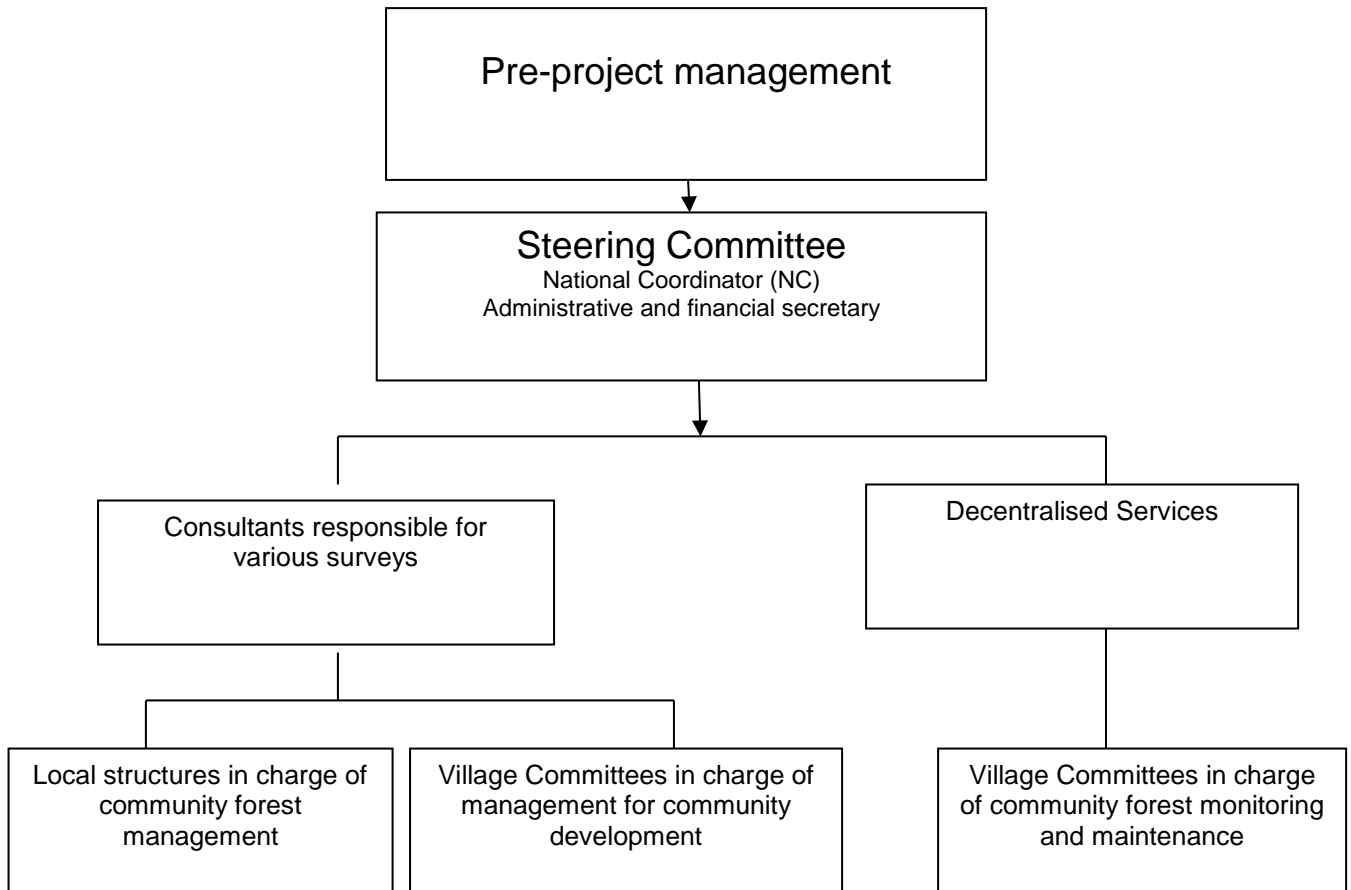 Pre-project management
Steering Committee
National Coordinator (NC)
Administrative and financial secretary
Consultants responsible for
various surveys
Decentralised Services
Local structures in charge of
community forest
management
Village Committees in charge of
management for community
development
Village Committees in charge
of community forest monitoring
and maintenance